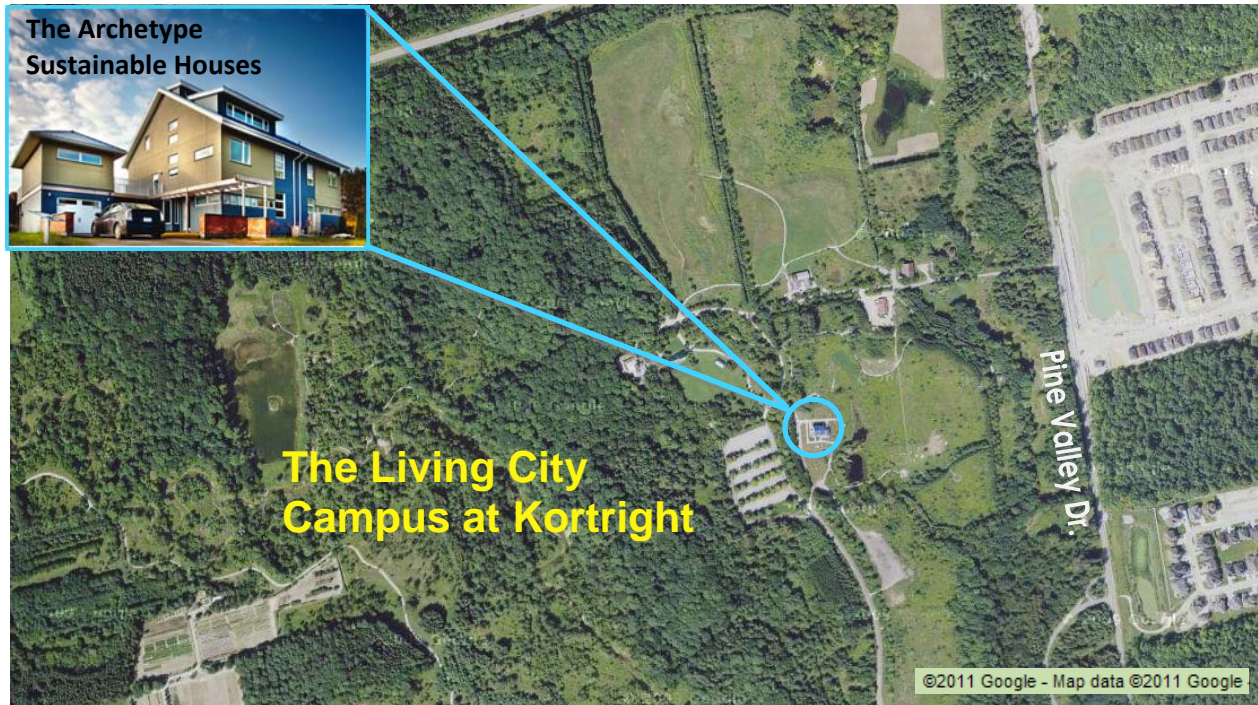 The Archetype
Sustainable Houses
Pine Valley Dr.
The Living City
Campus at Kortright
©2011 Google - Map data ©2011 Google -